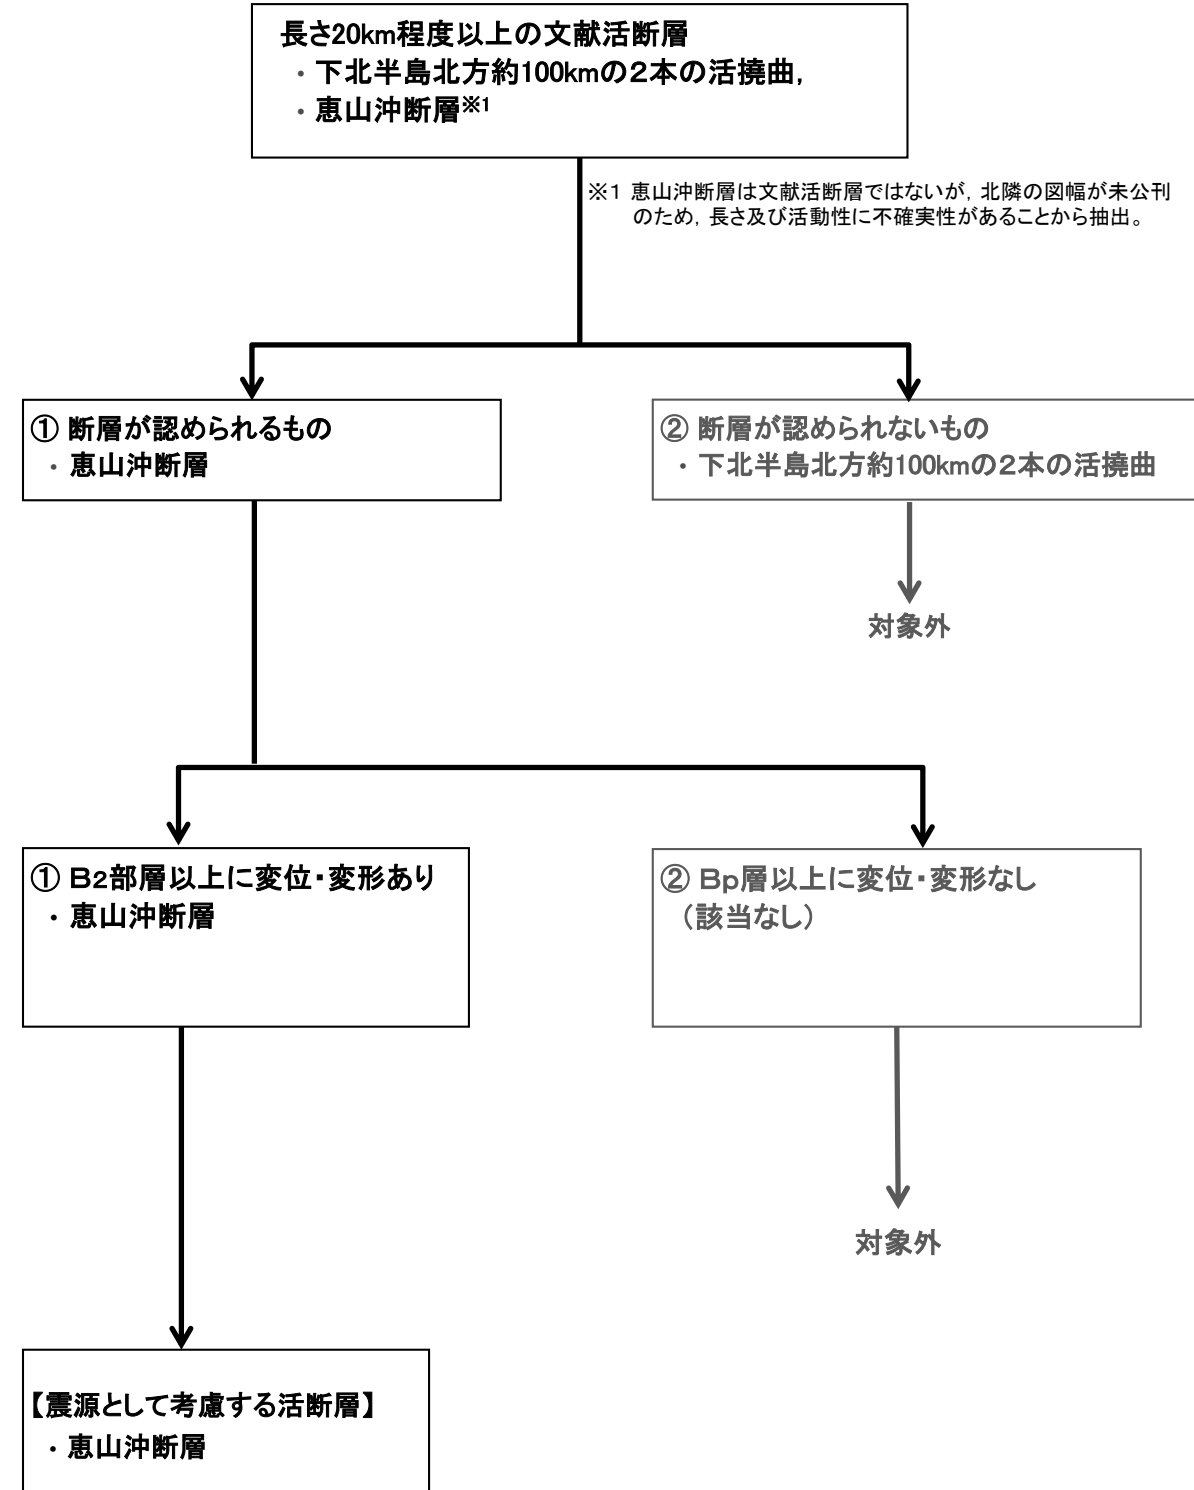 長さ20km程度以上の文献活断層
・下北半島北方約100kmの２本の活撓曲，
・恵山沖断層※1
※１ 恵山沖断層は文献活断層ではないが，北隣の図幅が未公刊
のため，長さ及び活動性に不確実性があることから抽出。
① 断層が認められるもの
・恵山沖断層
② 断層が認められないもの
・下北半島北方約100kmの２本の活撓曲
対象外
① Ｂ２部層以上に変位・変形あり
・恵山沖断層
② Ｂｐ層以上に変位・変形なし
（該当なし）
対象外
【震源として考慮する活断層】
・恵山沖断層